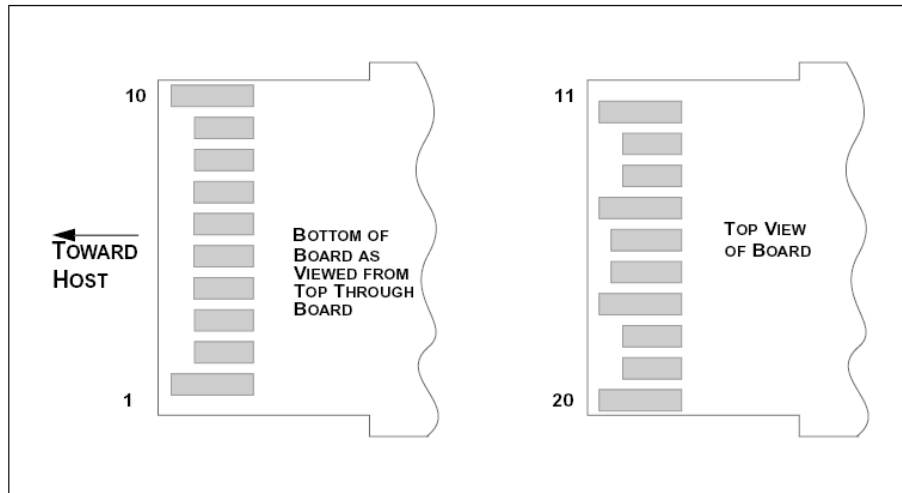 10
1
TOWARD
HOST
BOTTOM OF
BOARD AS
VIEWED FROM
TOP THROUGH
BOARD
11
20
TOP VIEW
OF BOARD